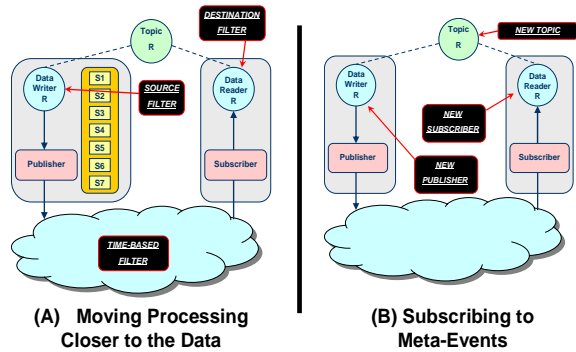 Topic
R
DESTINATION
FILTER
Data
Writer
R
S1
S2
S3
S4
S5
S6
S7
SOURCE
FILTER
Data
Reader
R
Publisher
Subscriber
TIME-BASED
FILTER
(A) Moving Processing
Closer to the Data
Topic
R
NEW TOPIC
Data
Writer
R
Data
Reader
R
NEW
SUBSCRIBER
Publisher
NEW
PUBLISHER
Subscriber
(B) Subscribing to
Meta-Events